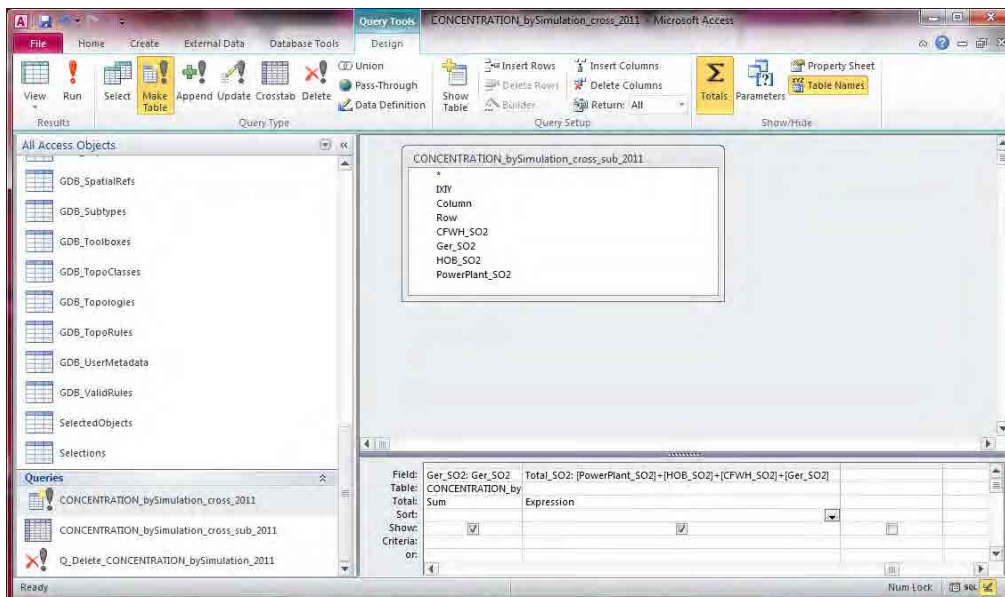 Query Tools CONCENTRATION_bySimulation_cross_2011 - Microsoft Access
File Home Create External Data Database Tools Design
View
Run
Select
Make Table
Append
Update
Crosstab
Delete
Union
Pass-Through
Data Definition
Show Table
Insert Rows
Delete Rows
Builder
Insert Columns
Delete Columns
Return: All
Totals
Parameters
Property Sheet
Table Names
Results Query Type Query Setup Show/Hide
All Access Objects
GDB_SpatialRefs
GDB_Subtypes
GDB_Toolboxes
GDB_TopoClasses
GDB_Topologies
GDB_TopoRules
GDB_UserMetadata
GDB_ValidRules
SelectedObjects
Selections
Queries
CONCENTRATION_bySimulation_cross_2011
CONCENTRATION_bySimulation_cross_sub_2011
Q_Delete_CONCENTRATION_bySimulation_2011
CONCENTRATION_bySimulation_cross_sub_2011
*
IXIY
Column
Row
CFWH_SO2
Ger_SO2
HOB_SO2
PowerPlant_SO2
Field: Ger_SO2: Ger_SO2 Total_SO2: [PowerPlant_SO2]+[HOB_SO2]+[CFWH_SO2]+[Ger_SO2]
Table: CONCENTRATION_by
Total: Sum Expression
Sort:
Show:
Criteria:
or:
Ready Num Lock SQL